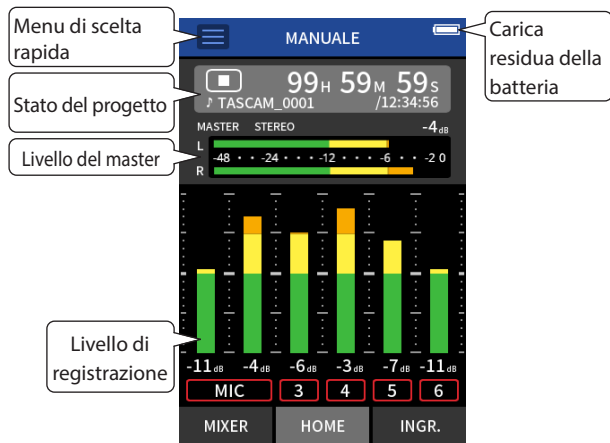 Menu di scelta
rapida
Stato del progetto
Livello del master
Livello di
registrazione
Carica
residua della
batteria
MANUALE
99H 59M 59S
♪ TASCAM_0001 /12:34:56
MASTER STEREO -4dB
L
-48 · · -24 · · · -12 · · · -6 · · -2 0
R
-11dB -4dB -6dB -3dB -7dB -11dB
MIC 3 4 5 6
MIXER HOME INGR.